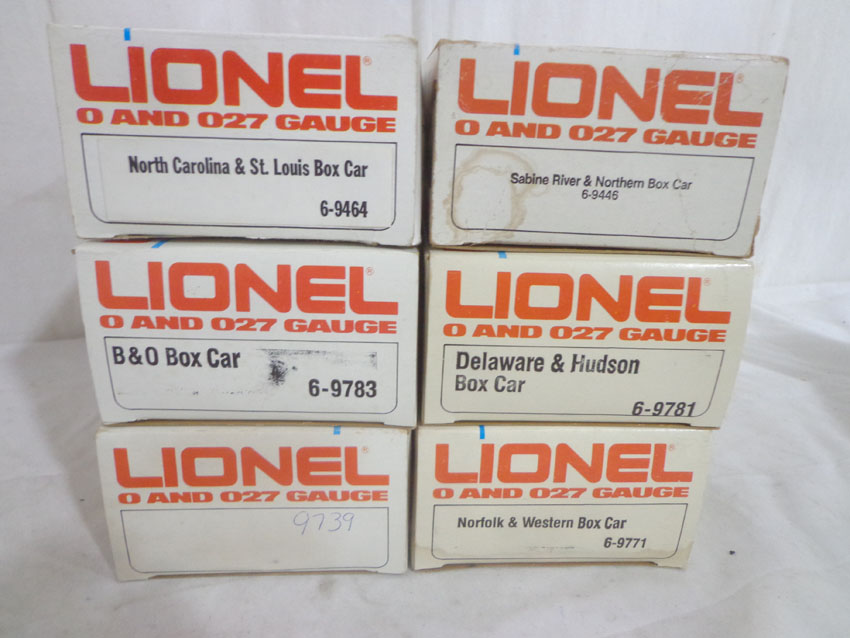 LIONEL®
O AND O27 GAUGE
North Carolina & St. Louis Box Car
6-9464
LIONEL®
O AND O27 GAUGE
Sabine River & Northern Box Car
6-9446
LIONEL®
O AND O27 GAUGE
B & O Box Car
6-9783
LIONEL®
O AND O27 GAUGE
Delaware & Hudson
Box Car
6-9781
LIONEL®
O AND O27 GAUGE
9739
LIONEL®
O AND O27 GAUGE
Norfolk & Western Box Car
6-9771